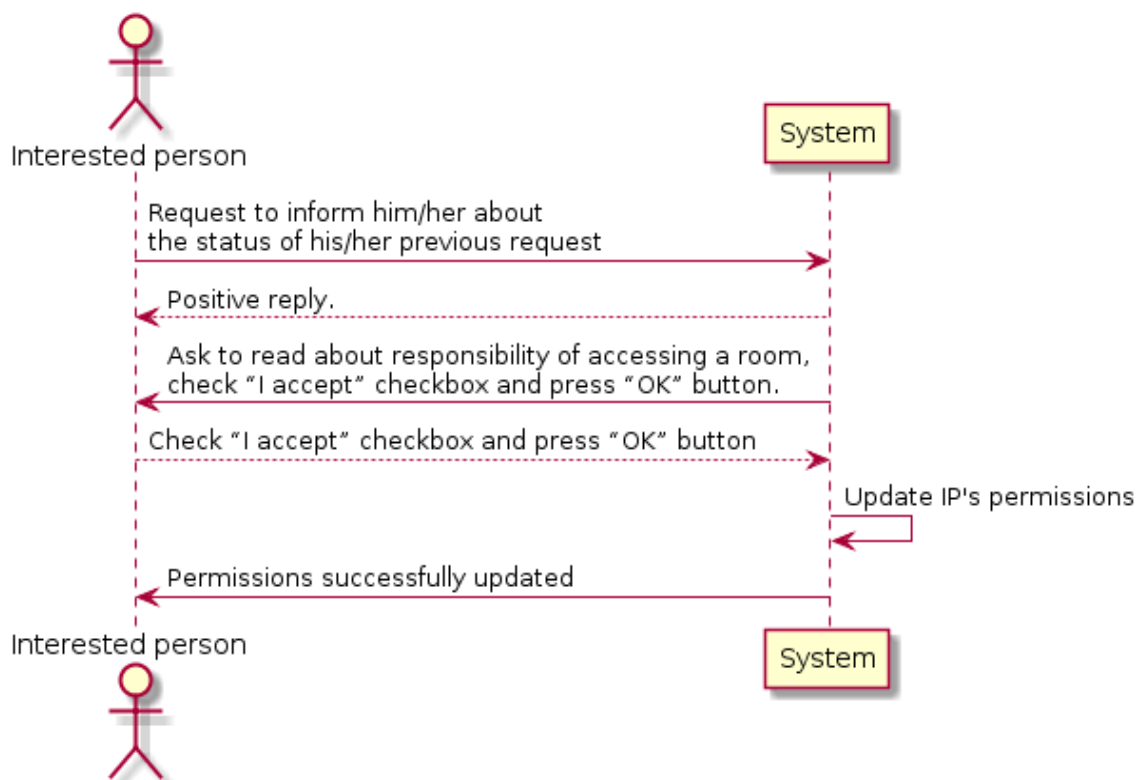 Interested person
System
Request to inform him/her about
the status of his/her previous request
Positive reply.
Ask to read about responsibility of accessing a room,
check “I accept” checkbox and press “OK” button.
Check “I accept” checkbox and press “OK” button
Update IP's permissions
Permissions successfully updated
Interested person
System